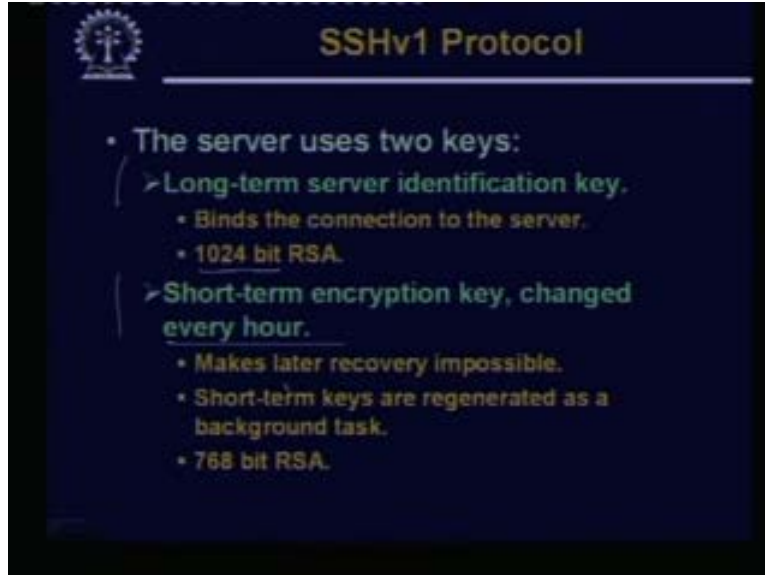 SSHv1 Protocol
• The server uses two keys:
➢Long-term server identification key.
▪ Binds the connection to the server.
▪ 1024 bit RSA.
➢Short-term encryption key, changed
every hour.
▪ Makes later recovery impossible.
▪ Short-term keys are regenerated as a
background task.
▪ 768 bit RSA.